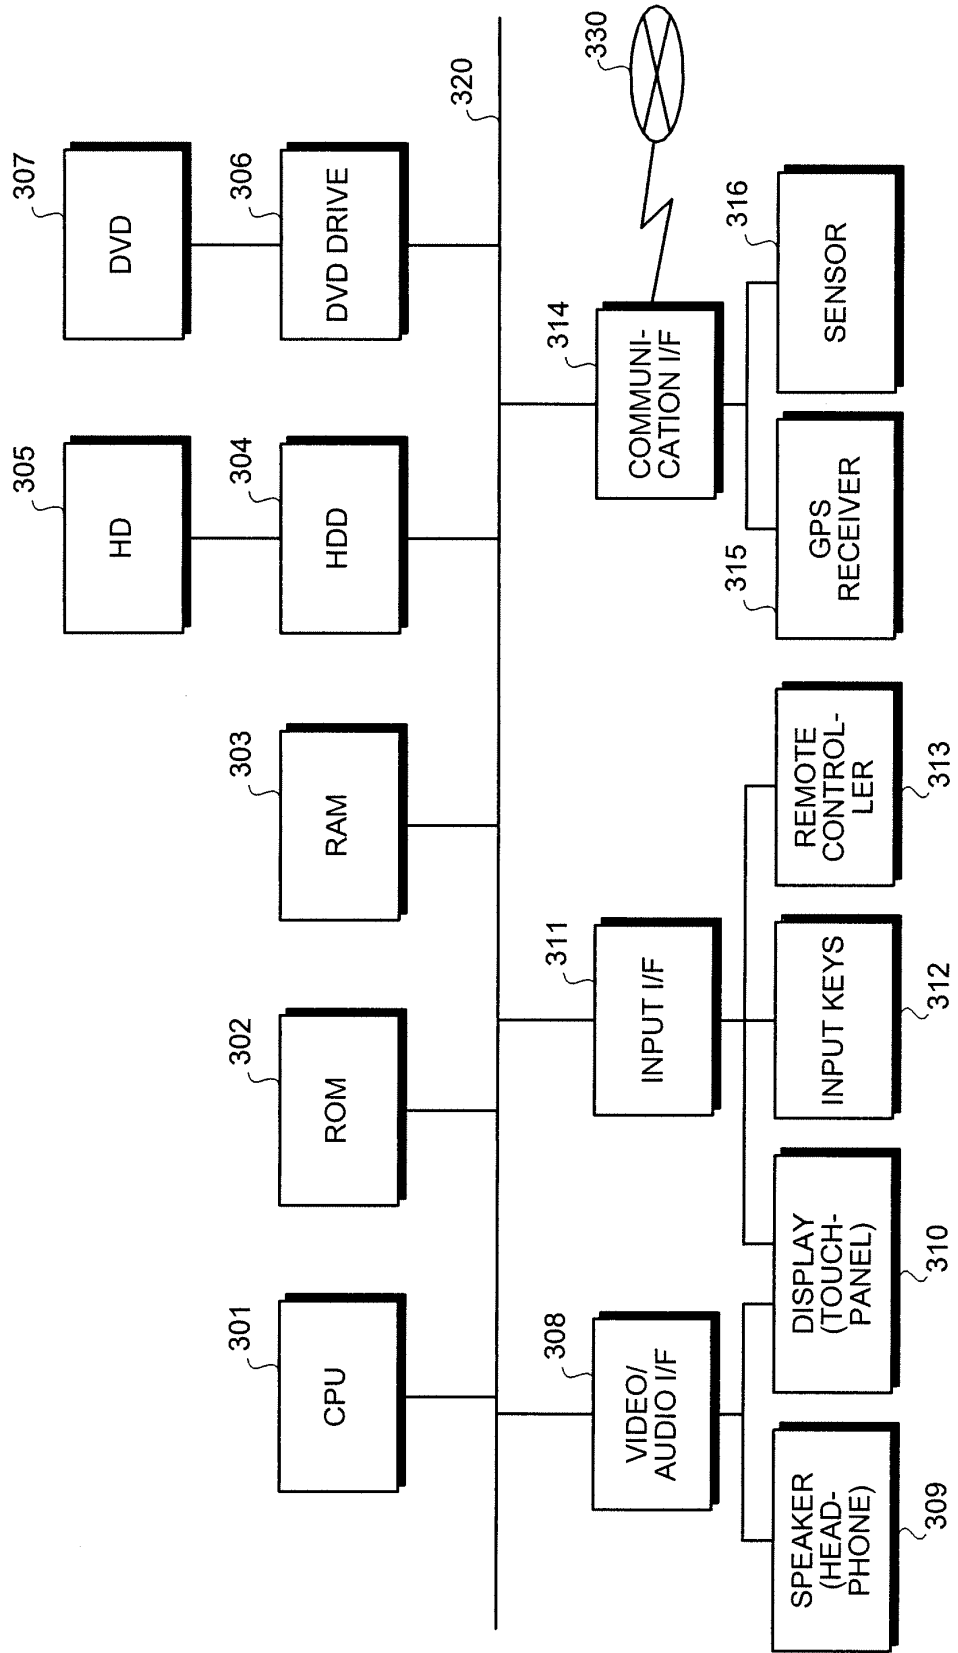 301
CPU
302
ROM
303
RAM
305
HD
304
HDD
307
DVD
306
DVD DRIVE
320
308
VIDEO/
AUDIO I/F
311
INPUT I/F
314
COMMUNI-
CATION I/F
330
SPEAKER
(HEAD-
PHONE)
309
DISPLAY
(TOUCH-
PANEL)
310
INPUT KEYS
312
REMOTE
CONTROL-
LER
313
315
GPS
RECEIVER
316
SENSOR